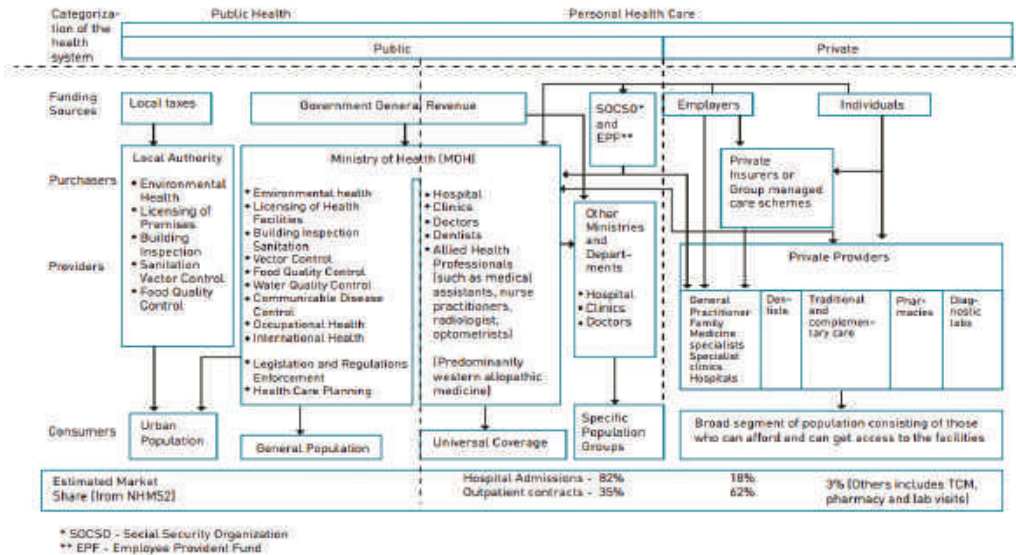 Categoriza-
tion of the
health
system
Public Health
Personal Health Care
Public
Private
Funding
Sources
Local taxes
Government General Revenue
SOCSO*
and
EPF**
Employers
Individuals
Purchasers
Providers
Local Authority
• Environmental
Health
• Licensing of
Premises
• Building
Inspection
• Sanitation
Vector Control
• Food Quality
Control
Ministry of Health (MOH)
• Environmental health
• Licensing of Health
Facilities
• Building Inspection
Sanitation
• Vector Control
• Food Quality Control
• Water Quality Control
• Communicable Disease
Control
• Occupational Health
• International Health
• Legislation and Regulations
Enforcement
• Health Care Planning
• Hospital
• Clinics
• Doctors
• Dentists
• Allied Health
Professionals
(such as medical
assistants, nurse
practitioners,
radiologist,
optometrists)
(Predominantly
western allopathic
medicine)
Other
Ministries
and
Depart-
ments
• Hospital
• Clinics
• Doctors
Private
Insurers or
Group managed
care schemes
Private Providers
General
Practitioner
Family
Medicine
specialists
Specialist
clinics
Hospitals
Den-
tists
Traditional
and
complemen-
tary care
Phar-
macies
Diag-
nostic
labs
Consumers
Urban
Population
General Population
Universal Coverage
Specific
Population
Groups
Broad segment of population consisting of those
who can afford and can get access to the facilities
Estimated Market
Share (from NHMS2)
Hospital Admissions - 82%
Outpatient contracts - 35%
18%
62%
3% (Others includes TCM,
pharmacy and lab visits)
* SOCSO - Social Security Organization
** EPF - Employee Provident Fund